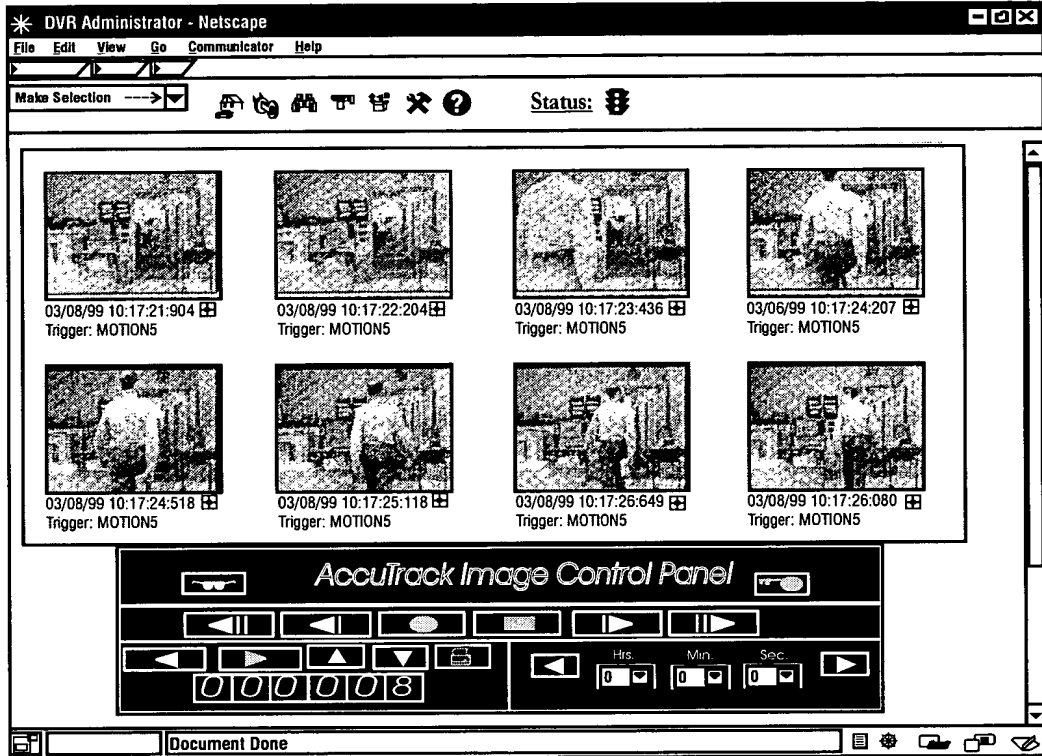 DVR Administrator - Netscape
File Edit View Go Communicator Help
Make Selection ---->
Status:
03/08/99 10:17:21:904 03/08/99 10:17:22:204 03/08/99 10:17:23:436 03/06/99 10:17:24:207
Trigger: MOTION5 Trigger: MOTION5 Trigger: MOTION5 Trigger: MOTION5
03/08/99 10:17:24:518 03/08/99 10:17:25:118 03/08/99 10:17:26:649 03/08/99 10:17:26:080
Trigger: MOTION5 Trigger: MOTION5 Trigger: MOTION5 Trigger: MOTION5
AccuTrack Image Control Panel
Hrs. Min. Sec.
0 0 0
000008
Document Done